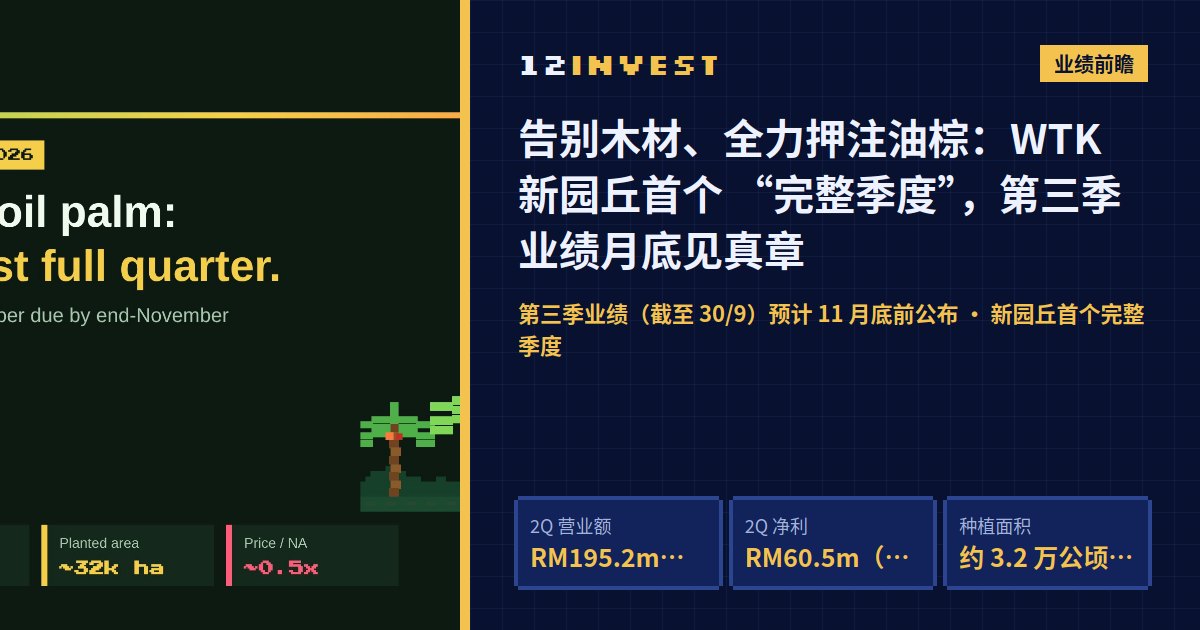 026
oil palm:
st full quarter.
ber due by end-November
Planted area
~32k ha
Price / NA
~0.5x
12INVEST
业绩前瞻
告别木材、全力押注油棕：WTK
新园丘首个 “完整季度”，第三季
业绩月底见真章
第三季业绩（截至 30/9）预计 11 月底前公布 · 新园丘首个完整
季度
2Q 营业额
RM195.2m…
2Q 净利
RM60.5m（…
种植面积
约 3.2 万公顷…